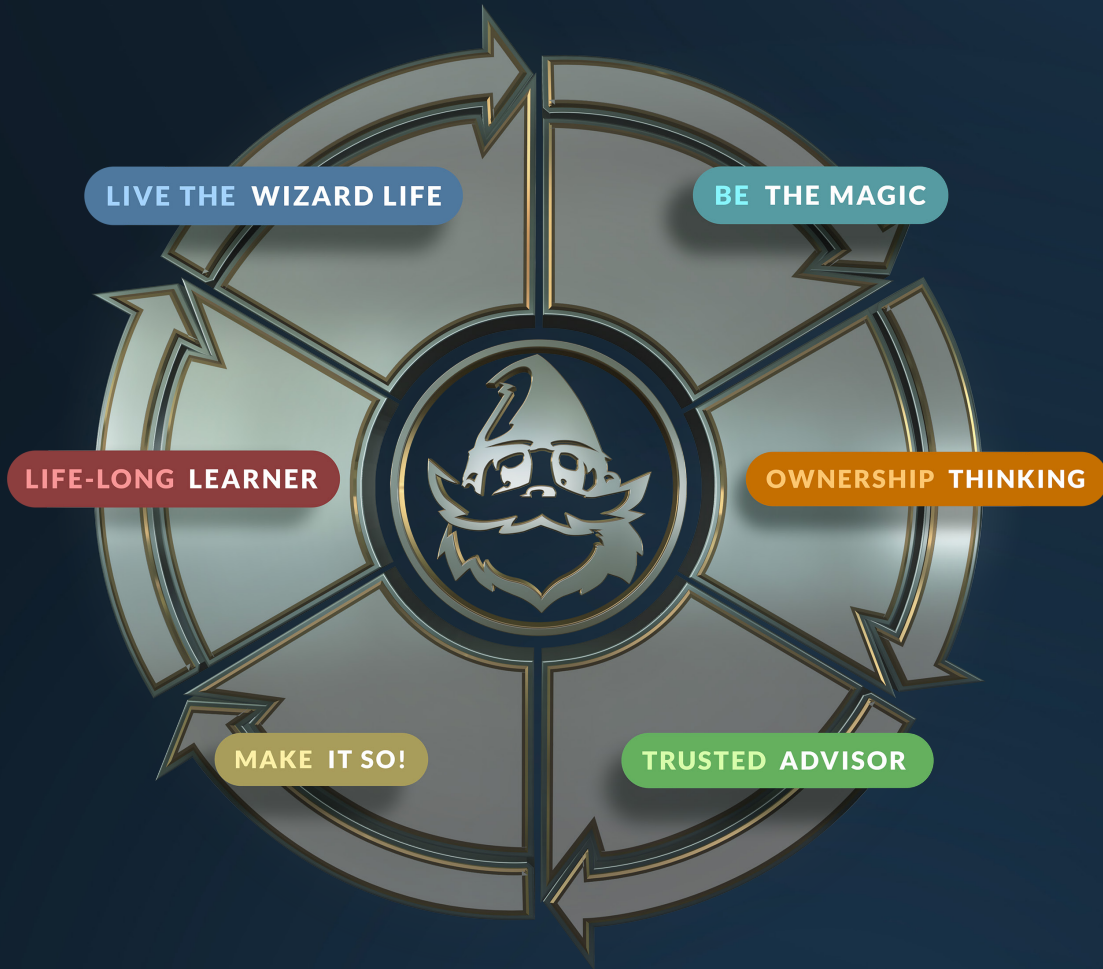 LIVE THE WIZARD LIFE
BE THE MAGIC
LIFE-LONG LEARNER
OWNERSHIP THINKING
MAKE IT SO!
TRUSTED ADVISOR